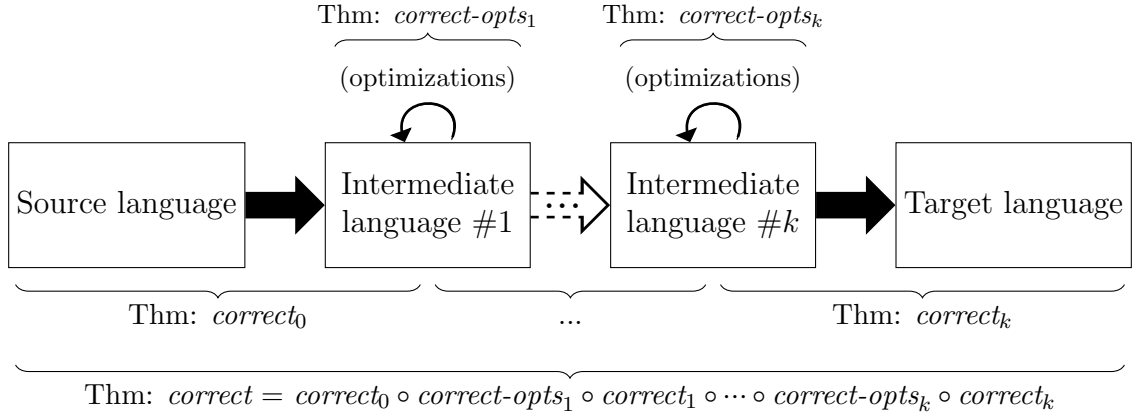 Thm: correct-opts₁
Thm: correct-optsₖ
(optimizations)
(optimizations)
Source language
Intermediate
language #1
...
Intermediate
language #k
Target language
Thm: correct₀
...
Thm: correctₖ
Thm: correct = correct₀ ∘ correct-opts₁ ∘ correct₁ ∘ ⋯ ∘ correct-optsₖ ∘ correctₖ